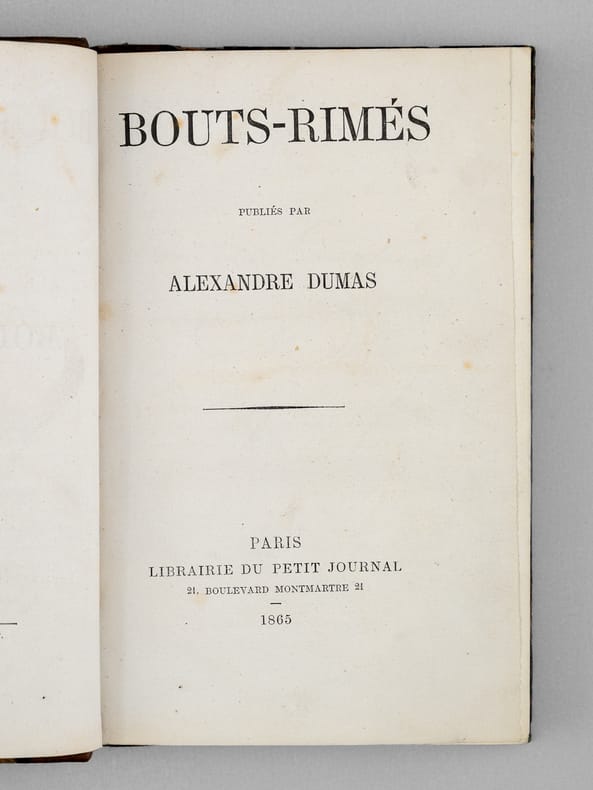 BOUTS-RIMÉS
PUBLIÉS PAR
ALEXANDRE DUMAS
PARIS
LIBRAIRIE DU PETIT JOURNAL
21, BOULEVARD MONTMARTRE 21
1865